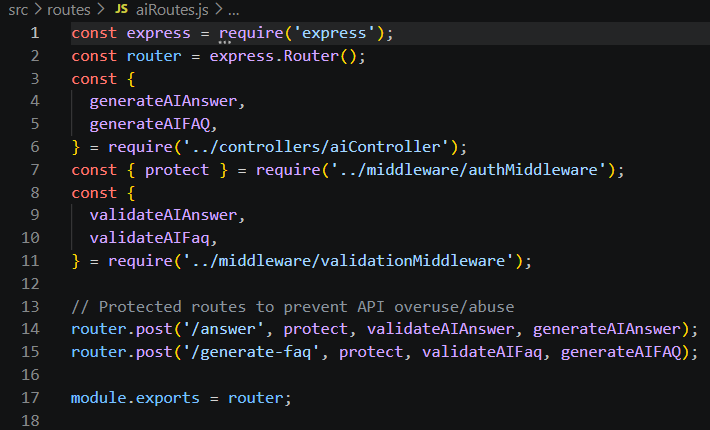 src > routes > JS aiRoutes.js > ...
1 const express = require('express');
2 const router = express.Router();
3 const {
4   generateAIAnswer,
5   generateAIFAQ,
6 } = require('../controllers/aiController');
7 const { protect } = require('../middleware/authMiddleware');
8 const {
9   validateAIAnswer,
10   validateAIFaq,
11 } = require('../middleware/validationMiddleware');
12
13 // Protected routes to prevent API overuse/abuse
14 router.post('/answer', protect, validateAIAnswer, generateAIAnswer);
15 router.post('/generate-faq', protect, validateAIFaq, generateAIFAQ);
16
17 module.exports = router;
18